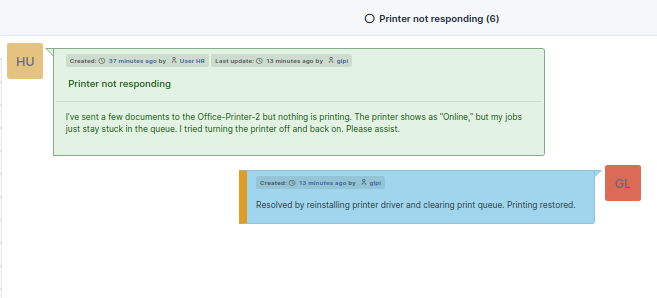 Printer not responding (6)
HU
Created: 37 minutes ago by User HR Last update: 13 minutes ago by glpi
Printer not responding
I've sent a few documents to the Office-Printer-2 but nothing is printing. The printer shows as "Online," but my jobs
just stay stuck in the queue. I tried turning the printer off and back on. Please assist.
GL
Created: 13 minutes ago by glpi
Resolved by reinstalling printer driver and clearing print queue. Printing restored.